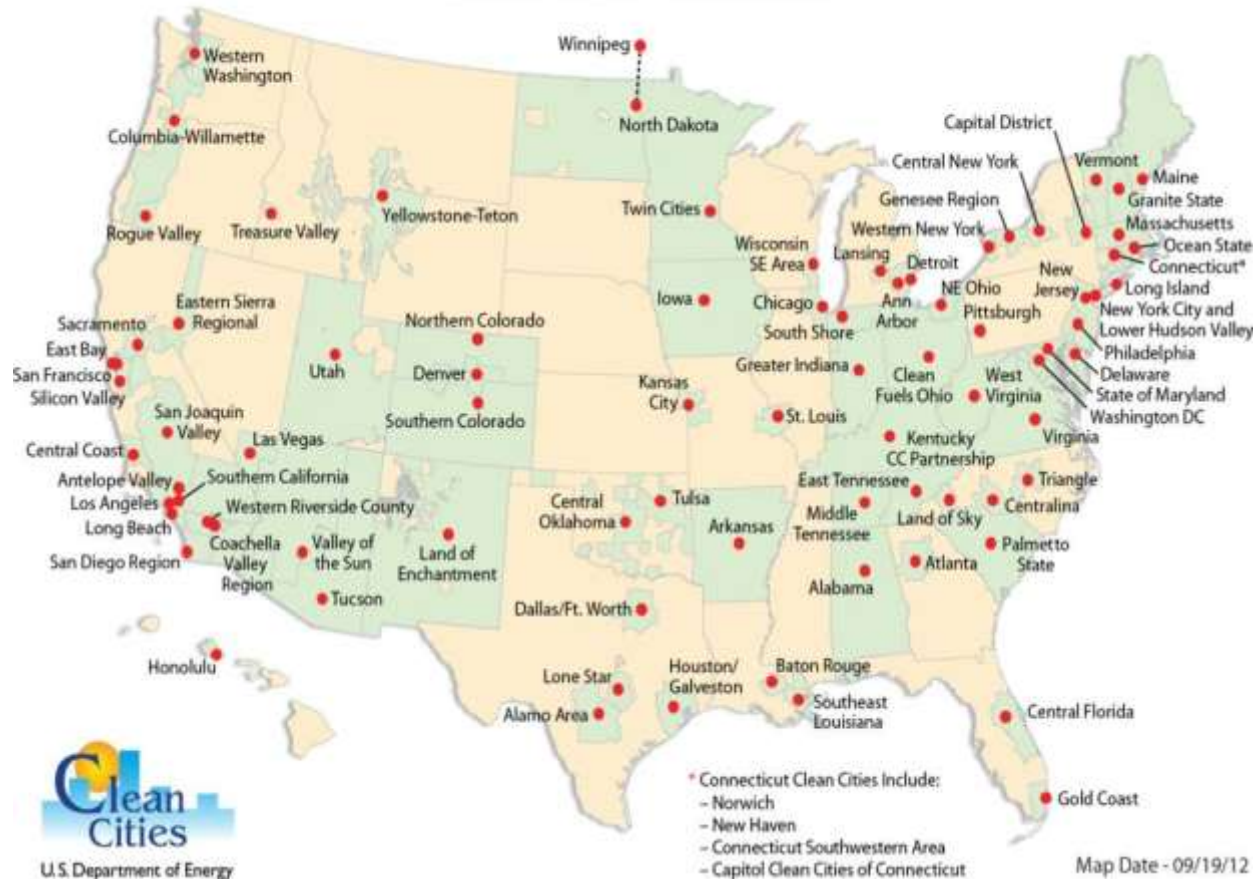 Winnipeg
Western
Washington
North Dakota
Columbia-Willamette
Capital District
Central New York
Vermont
Maine
Genesee Region
Granite State
Yellowstone-Teton
Twin Cities
Rogue Valley
Treasure Valley
Western New York
Massachusetts
Wisconsin
SE Area
Lansing
Ocean State
Detroit
Connecticut*
New
Jersey
Long Island
Eastern Sierra
Regional
Iowa
Chicago
Ann
Arbor
NE Ohio
New York City and
Lower Hudson Valley
Sacramento
Northern Colorado
South Shore
Pittsburgh
East Bay
Philadelphia
San Francisco
Utah
Denver
Greater Indiana
Clean
Fuels Ohio
West
Virginia
Delaware
Silicon Valley
Kansas
City
State of Maryland
San Joaquin
Valley
Southern Colorado
St. Louis
Washington DC
Las Vegas
Kentucky
CC Partnership
Virginia
Central Coast
Southern California
Antelope Valley
East Tennessee
Triangle
Los Angeles
Western Riverside County
Central
Oklahoma
Tulsa
Middle
Tennessee
Land of Sky
Centralina
Long Beach
Arkansas
San Diego Region
Coachella
Valley
Region
Valley of
the Sun
Land of
Enchantment
Palmetto
State
Atlanta
Alabama
Tucson
Dallas/Ft. Worth
Honolulu
Lone Star
Houston/
Galveston
Baton Rouge
Alamo Area
Southeast
Louisiana
Central Florida
Gold Coast
* Connecticut Clean Cities Include:
– Norwich
– New Haven
– Connecticut Southwestern Area
– Capitol Clean Cities of Connecticut
Clean
Cities
U.S. Department of Energy
Map Date - 09/19/12